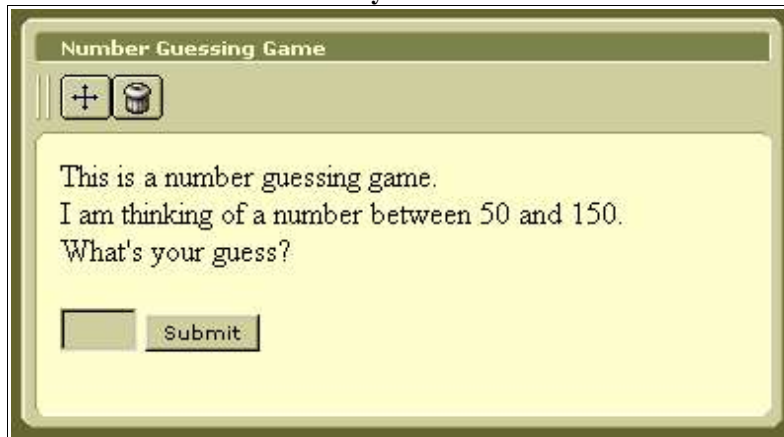 Number Guessing Game
This is a number guessing game.
I am thinking of a number between 50 and 150.
What's your guess?
Submit